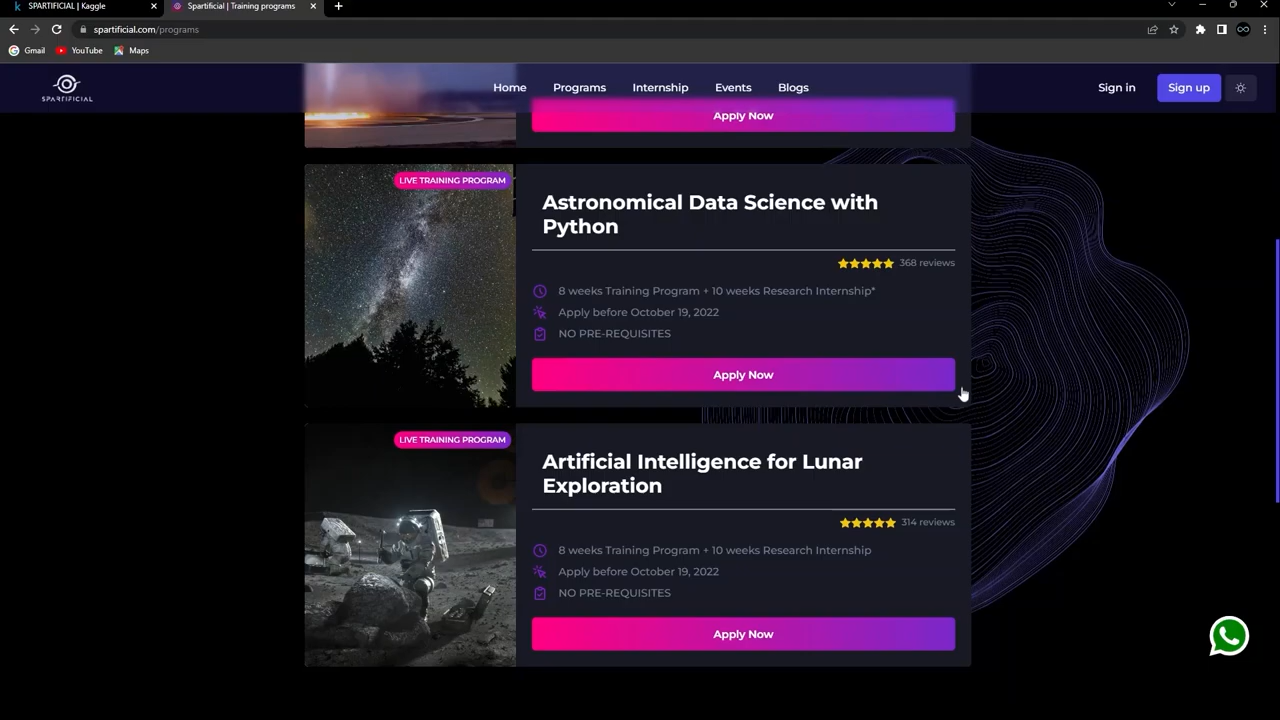 SPARTIFICIAL | Kaggle
Spartificial | Training programs
spartificial.com/programs
Gmail
YouTube
Maps
SPARTIFICIAL
Home
Programs
Internship
Events
Blogs
Sign in
Sign up
Apply Now
LIVE TRAINING PROGRAM
Astronomical Data Science with
Python
368 reviews
8 weeks Training Program + 10 weeks Research Internship*
Apply before October 19, 2022
NO PRE-REQUISITES
Apply Now
LIVE TRAINING PROGRAM
Artificial Intelligence for Lunar
Exploration
314 reviews
8 weeks Training Program + 10 weeks Research Internship
Apply before October 19, 2022
NO PRE-REQUISITES
Apply Now